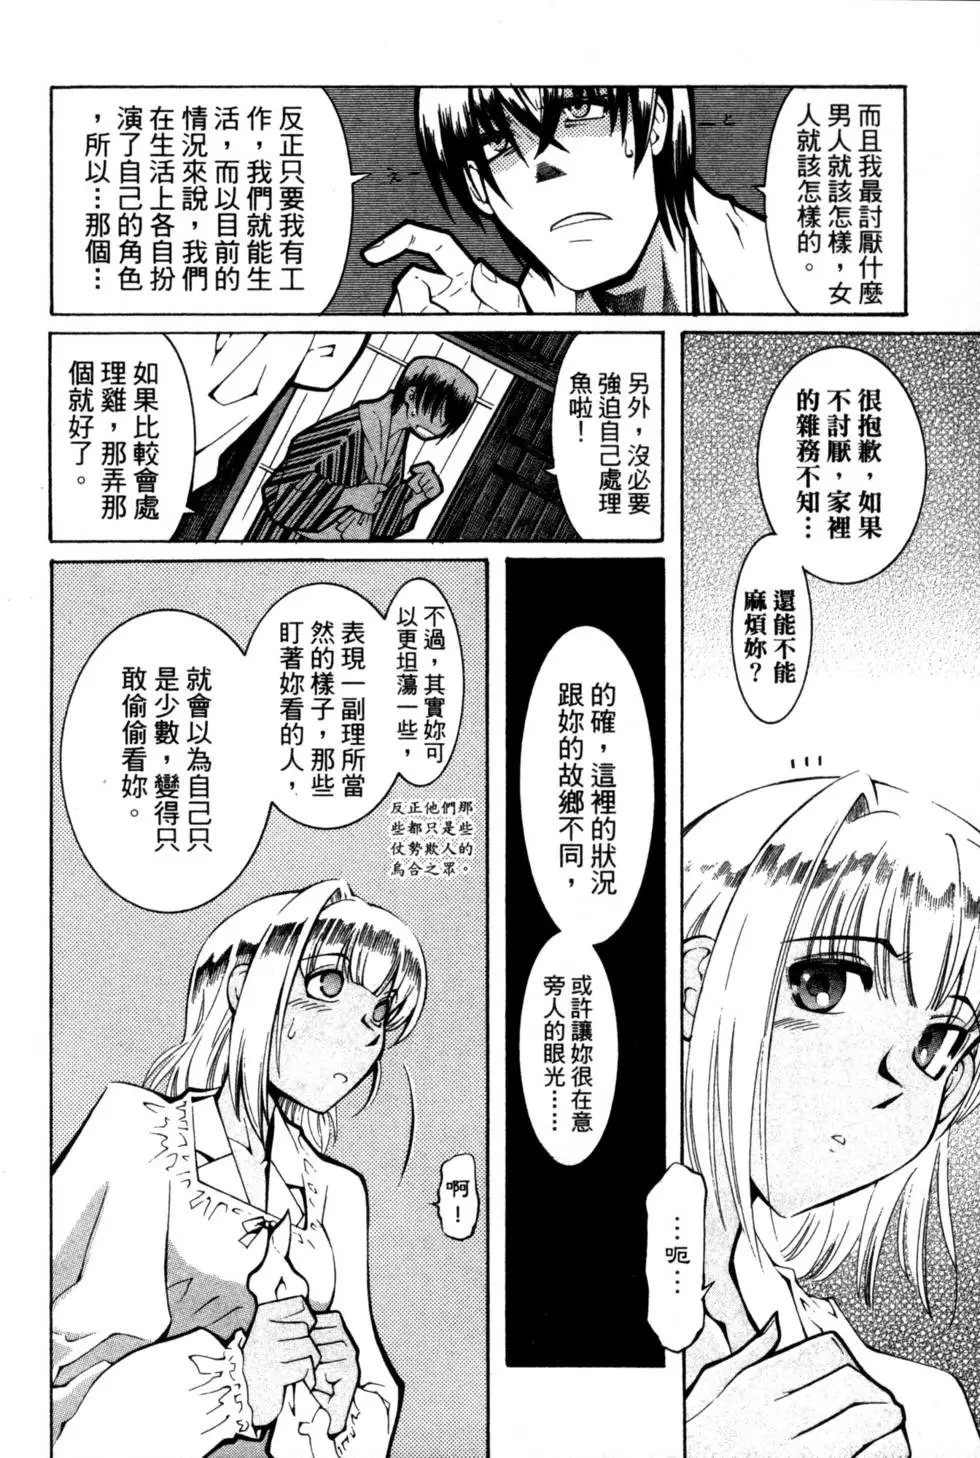 而且我最討厭什麼
男人就該怎樣，女
人就該怎樣的。
と
えー
反正只要我有工
作，我們就能生
活，而以目前的
情況來說，我們
在生活上各自扮
演了自己的角色
，所以…那個…
很抱歉，如果
不討厭，家裡
的雜務不知…
還能不能
麻煩妳？
…呃…
另外，沒必要
強迫自己處理
魚啦！
如果比較會處
理雞，那弄那
個就好了。
的確，這裡的狀況
跟妳的故鄉不同，
或許讓妳很在意
旁人的眼光……
不過，其實妳可
以更坦蕩一些，
表現一副理所當
然的樣子，那些
盯著妳看的人，
就會以為自己只
是少數，變得只
敢偷偷看妳。
反正他們那
些都只是些
仗勢欺人的
烏合之眾。
啊！